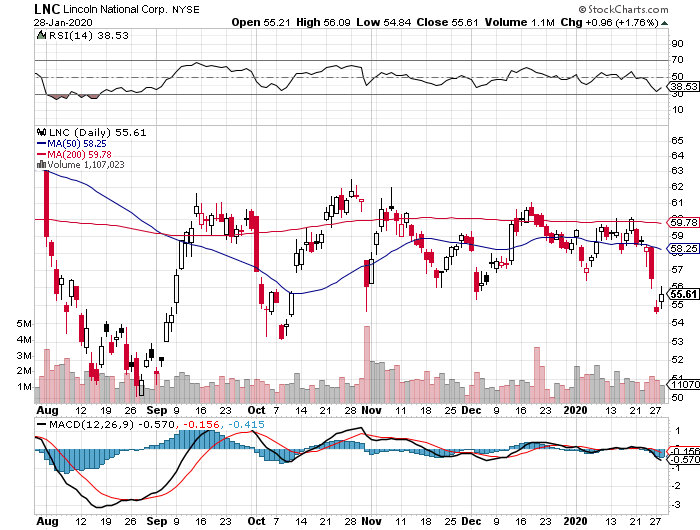 LNC Lincoln National Corp. NYSE © StockCharts.com
28-Jan-2020 Open 55.21 High 56.09 Low 54.84 Close 55.61 Volume 1.1M Chg +0.96 (+1.76%)
RSI(14) 38.53
90
70
50
38.53
30
10
LNC (Daily) 55.61
MA(50) 58.25
MA(200) 59.78
Volume 1,107,023
65
64
63
62
61
60
59.78
59
58.25
57
56
55.61
55
54
53
52
51
50
5M
4M
3M
2M
1M
11070
Aug 12 19 26 Sep 9 16 23 Oct 7 14 21 28 Nov 11 18 25 Dec 9 16 23 2020 13 21 27
MACD(12,26,9) -0.570, -0.156, -0.415
1
-0.156
-0.570
-1
-2
-3
Aug 12 19 26 Sep 9 16 23 Oct 7 14 21 28 Nov 11 18 25 Dec 9 16 23 2020 13 21 27